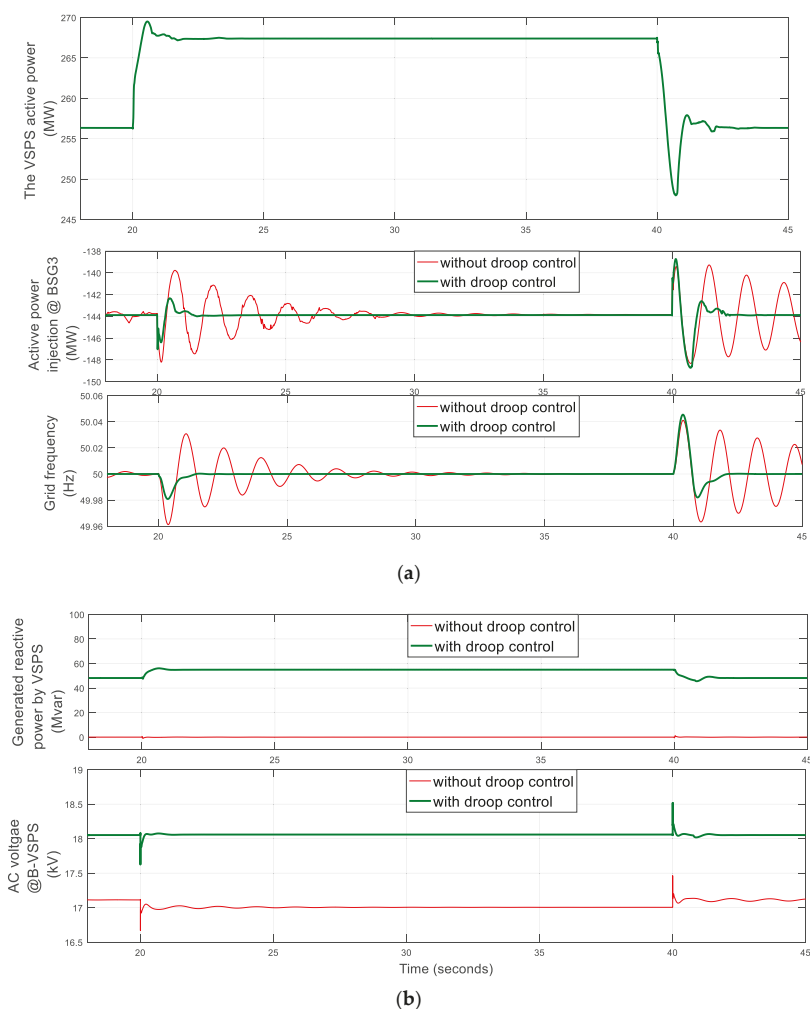 270
265
260
255
250
245
The VSPS active power
(MW)
20 25 30 35 40 45
-138
-140
-142
-144
-146
-148
-150
Activve power
injection @ BSG3
(MW)
without droop control
with droop control
20 25 30 35 40 45
50.06
50.04
50.02
50
49.98
49.96
Grid frequency
(Hz)
without droop control
with droop control
20 25 30 35 40 45
(a)
100
80
60
40
20
0
Generated reactive
power by VSPS
(Mvar)
without droop control
with droop control
20 25 30 35 40 45
19
18.5
18
17.5
17
16.5
AC voltgae
@B-VSPS
(kV)
without droop control
with droop control
20 25 30 35 40 45
Time (seconds)
(b)